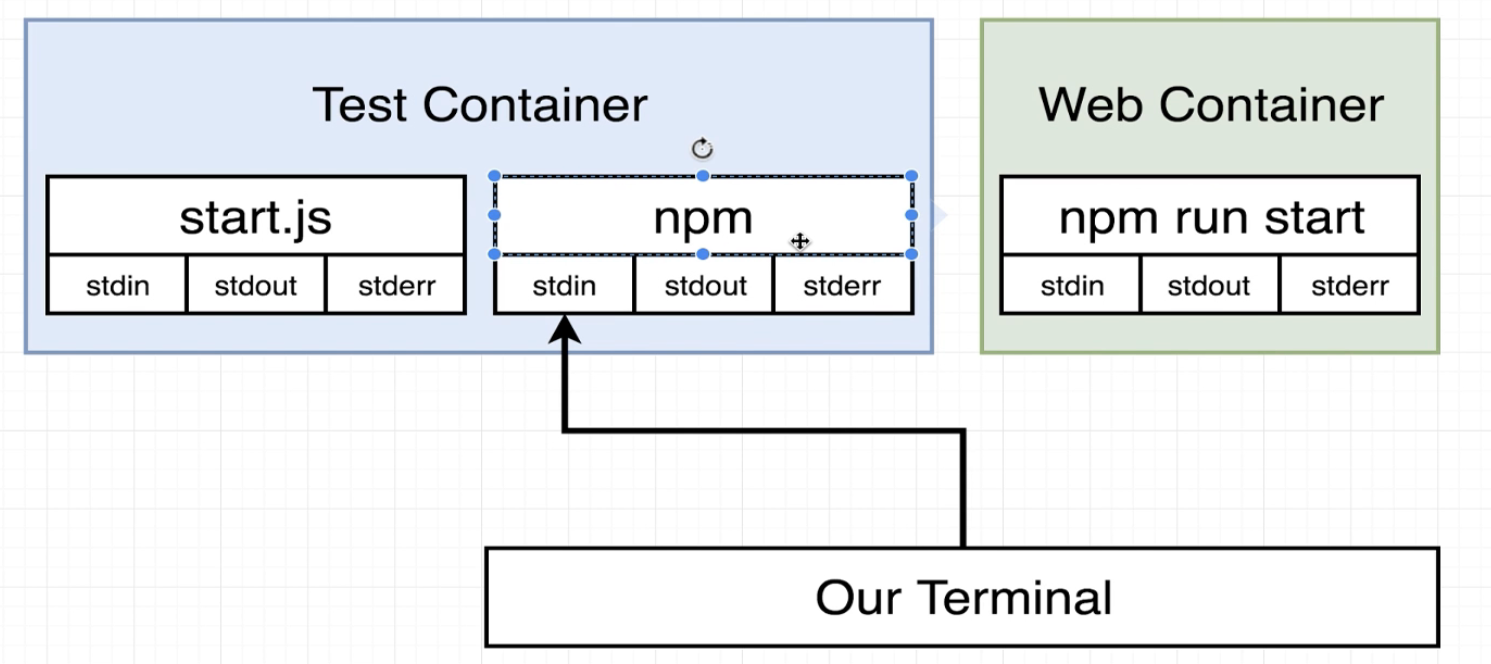 Test Container
Web Container
start.js
npm
npm run start
stdin stdout stderr
stdin stdout stderr
stdin stdout stderr
Our Terminal